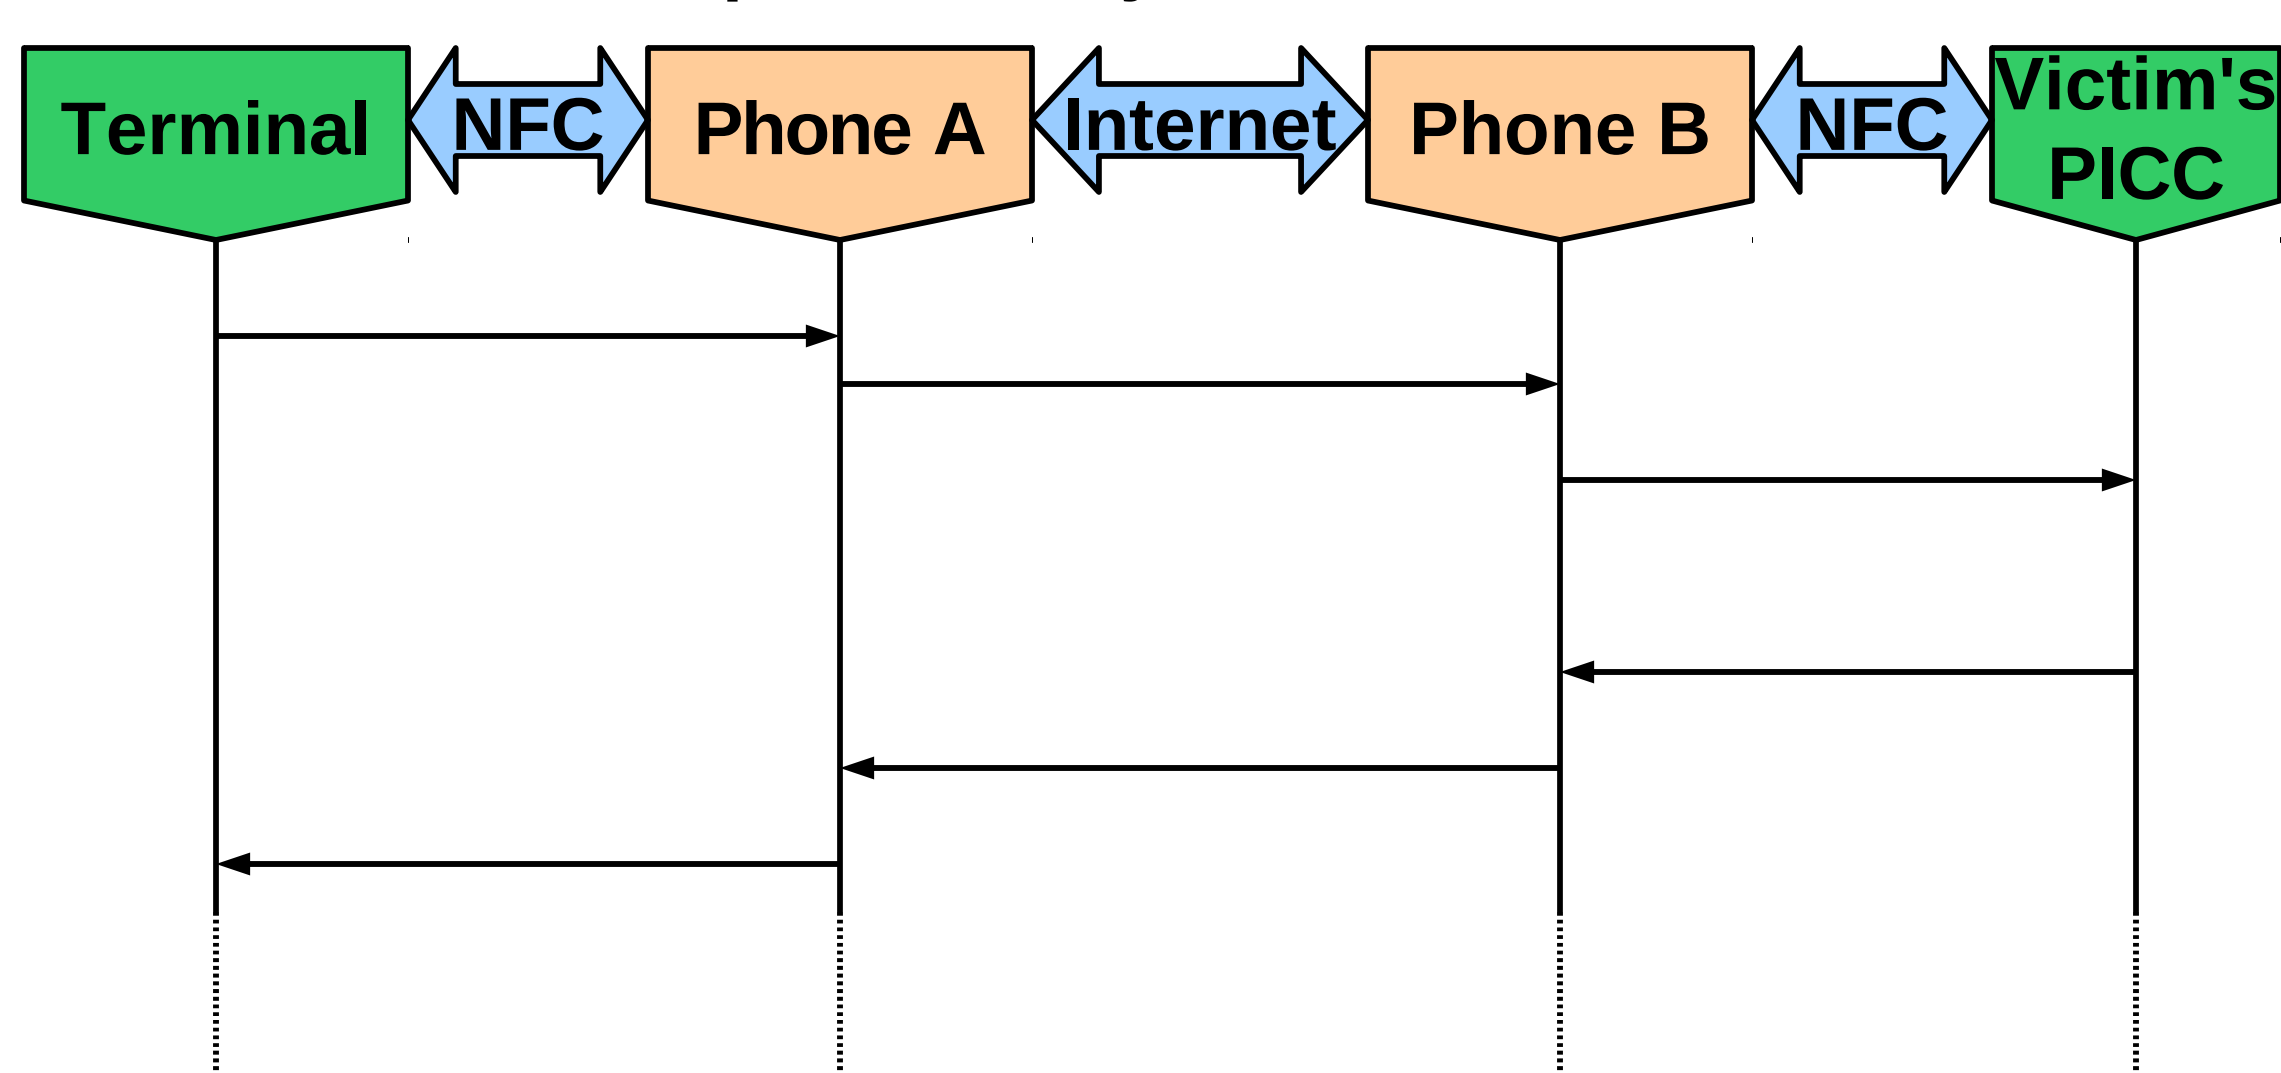 Terminal
NFC
Phone A
Internet
Phone B
NFC
Victim's
PICC